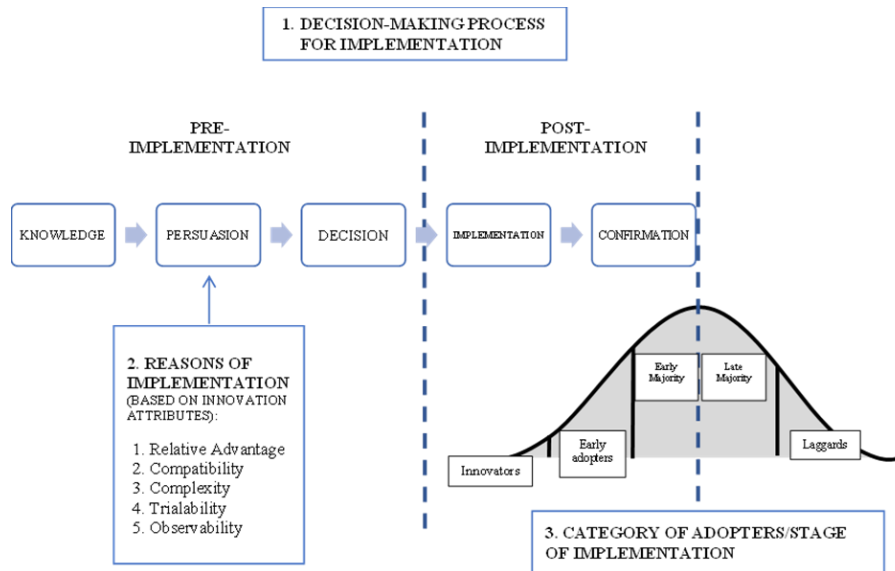 1. DECISION-MAKING PROCESS
FOR IMPLEMENTATION
PRE-
IMPLEMENTATION
POST-
IMPLEMENTATION
KNOWLEDGE
PERSUASION
DECISION
IMPLEMENTATION
CONFIRMATION
2. REASONS OF
IMPLEMENTATION
(BASED ON INNOVATION
ATTRIBUTES):
1. Relative Advantage
2. Compatibility
3. Complexity
4. Trialability
5. Observability
Early
Majority
Late
Majority
Early
adopters
Innovators
Laggards
3. CATEGORY OF ADOPTERS/STAGE
OF IMPLEMENTATION